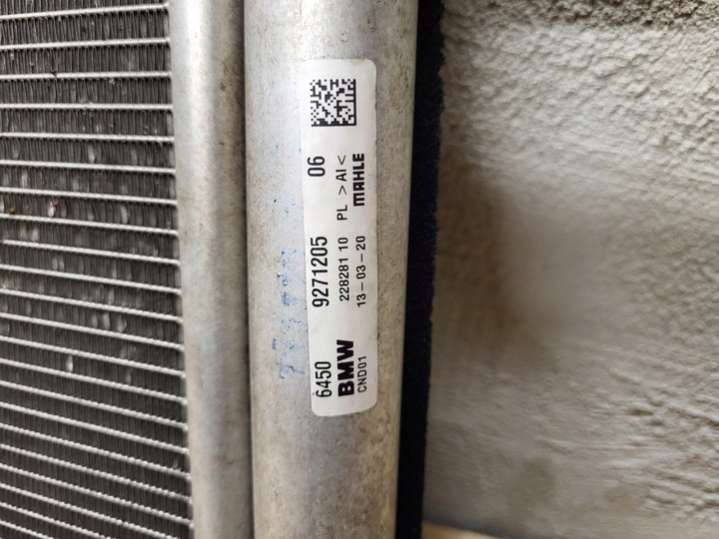 6450 9271205 06
BMW 228281 10 PL >Al<
CND01 13-03-20 MAHLE